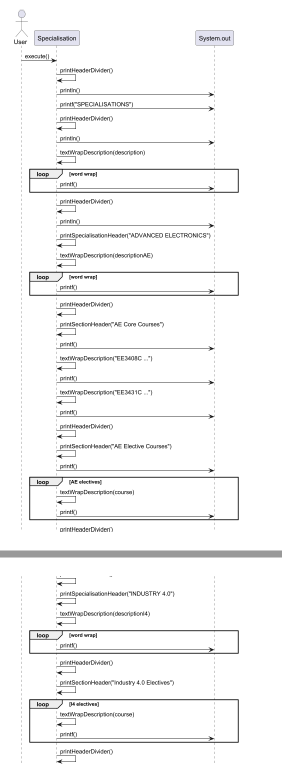 User
Specialisation
System.out
execute()
printHeaderDivider()
println()
printf("SPECIALISATIONS")
printHeaderDivider()
println()
textWrapDescription(description)
loop [word wrap]
printf()
printHeaderDivider()
println()
printSpecialisationHeader("ADVANCED ELECTRONICS")
textWrapDescription(descriptionAE)
loop [word wrap]
printf()
printHeaderDivider()
printSectionHeader("AE Core Courses")
printf()
textWrapDescription("EE3408C ...")
printf()
textWrapDescription("EE3431C ...")
printf()
printHeaderDivider()
printSectionHeader("AE Elective Courses")
printf()
loop [AE electives]
textWrapDescription(course)
printf()
printHeaderDivider()
printSpecialisationHeader("INDUSTRY 4.0")
textWrapDescription(descriptionI4)
loop [word wrap]
printf()
printHeaderDivider()
printSectionHeader("Industry 4.0 Electives")
loop [I4 electives]
textWrapDescription(course)
printf()
printHeaderDivider()